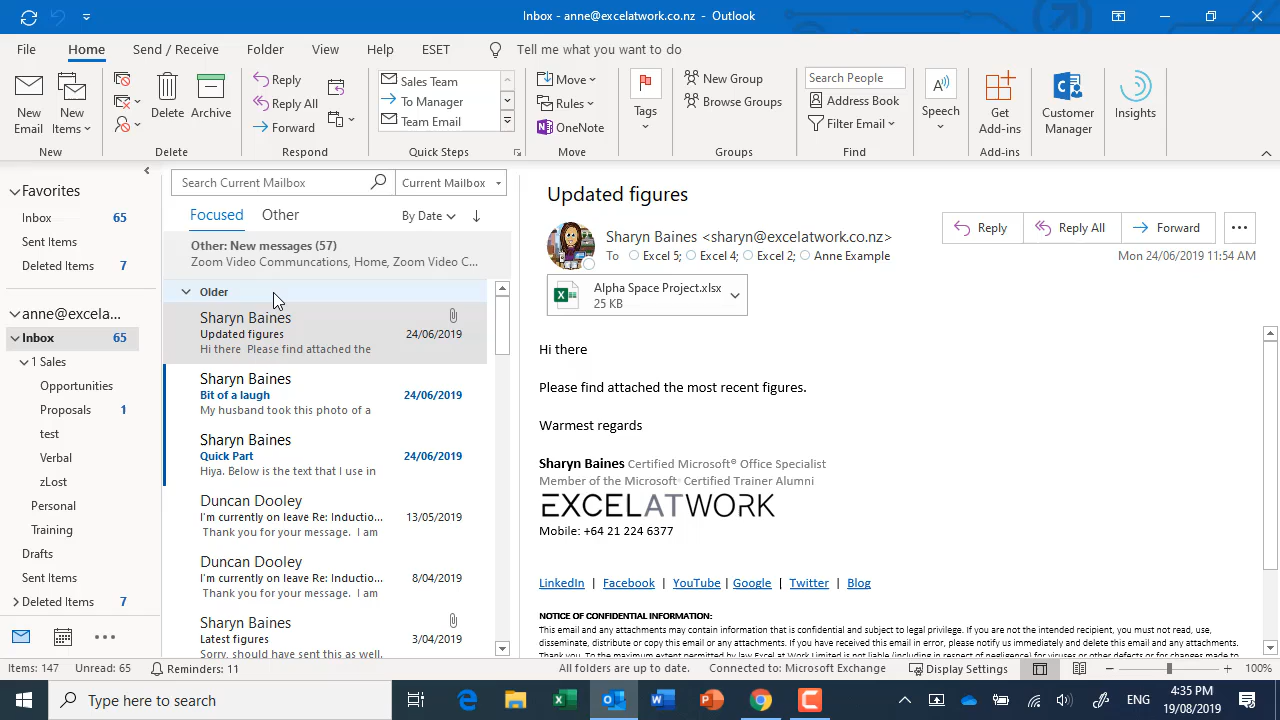 Inbox - anne@excelatwork.co.nz - Outlook
File Home Send / Receive Folder View Help ESET Tell me what you want to do
New Email
New Items
New
Delete
Archive
Delete
Reply
Reply All
Forward
Respond
Sales Team
To Manager
Team Email
Quick Steps
Move
Rules
OneNote
Move
Tags
New Group
Browse Groups
Groups
Search People
Address Book
Filter Email
Find
Speech
Get Add-ins
Add-ins
Customer Manager
Insights
Favorites
Inbox 65
Sent Items
Deleted Items 7
anne@excela...
Inbox 65
1 Sales
Opportunities
Proposals 1
test
Verbal
zLost
Personal
Training
Drafts
Sent Items
Deleted Items 7
Search Current Mailbox Current Mailbox
Focused Other By Date
Other: New messages (57)
Zoom Video Communcations, Home, Zoom Video C...
Older
Sharyn Baines
Updated figures 24/06/2019
Hi there Please find attached the
Sharyn Baines
Bit of a laugh 24/06/2019
My husband took this photo of a
Sharyn Baines
Quick Part 24/06/2019
Hiya. Below is the text that I use in
Duncan Dooley
I'm currently on leave Re: Inductio... 13/05/2019
Thank you for your message. I am
Duncan Dooley
I'm currently on leave Re: Inductio... 8/04/2019
Thank you for your message. I am
Sharyn Baines
Latest figures 3/04/2019
Sorry, should have sent this as well.
Updated figures
Sharyn Baines <sharyn@excelatwork.co.nz>
To Excel 5; Excel 4; Excel 2; Anne Example
Reply Reply All Forward
Mon 24/06/2019 11:54 AM
Alpha Space Project.xlsx
25 KB
Hi there
Please find attached the most recent figures.
Warmest regards
Sharyn Baines Certified Microsoft® Office Specialist
Member of the Microsoft® Certified Trainer Alumni
EXCELATWORK
Mobile: +64 21 224 6377
LinkedIn | Facebook | YouTube | Google | Twitter | Blog
NOTICE OF CONFIDENTIAL INFORMATION:
This email and any attachments may contain information that is confidential and subject to legal privilege. If you are not the intended recipient, you must not read, use,
disseminate, distribute or copy this email or any attachments. If you have received this email in error, please notify us immediately and delete this email and any attachments.
Items: 147 Unread: 65 Reminders: 11 All folders are up to date. Connected to: Microsoft Exchange Display Settings 100%
Type here to search
ENG
4:35 PM
19/08/2019